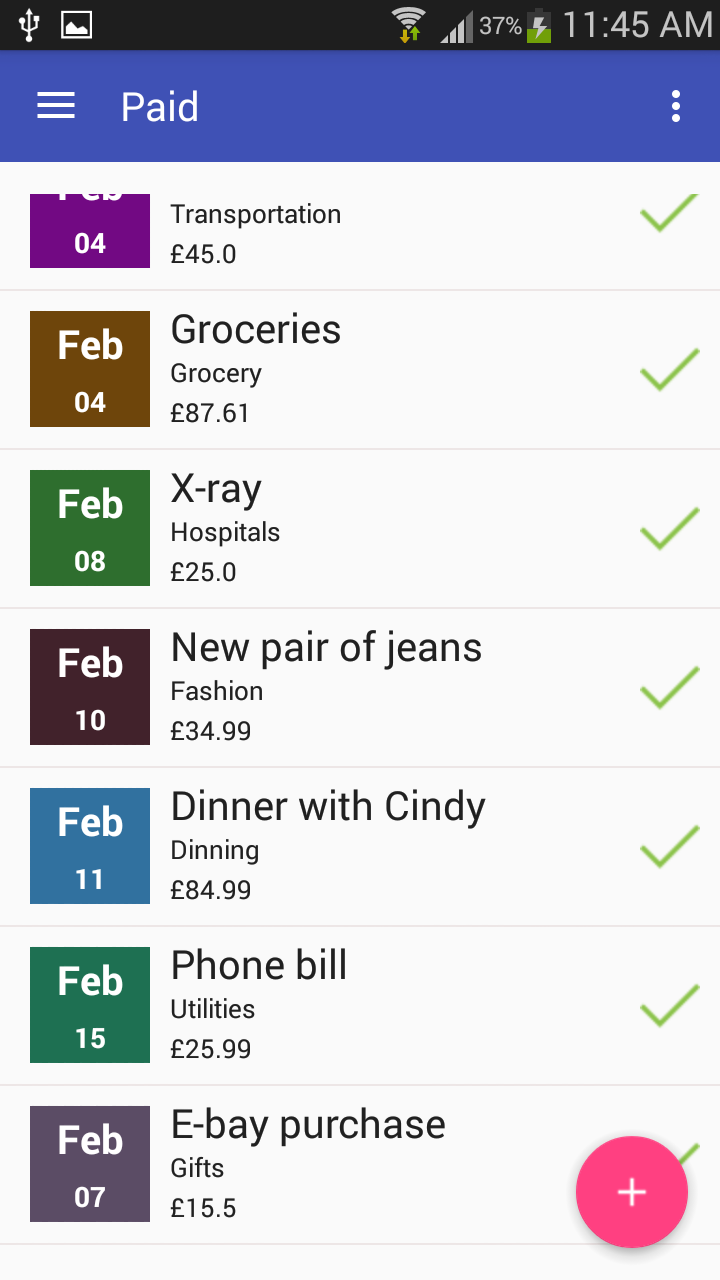 37% 11:45 AM
Paid
Feb
04
Transportation
£45.0
Feb
04
Groceries
Grocery
£87.61
Feb
08
X-ray
Hospitals
£25.0
Feb
10
New pair of jeans
Fashion
£34.99
Feb
11
Dinner with Cindy
Dinning
£84.99
Feb
15
Phone bill
Utilities
£25.99
Feb
07
E-bay purchase
Gifts
£15.5
+